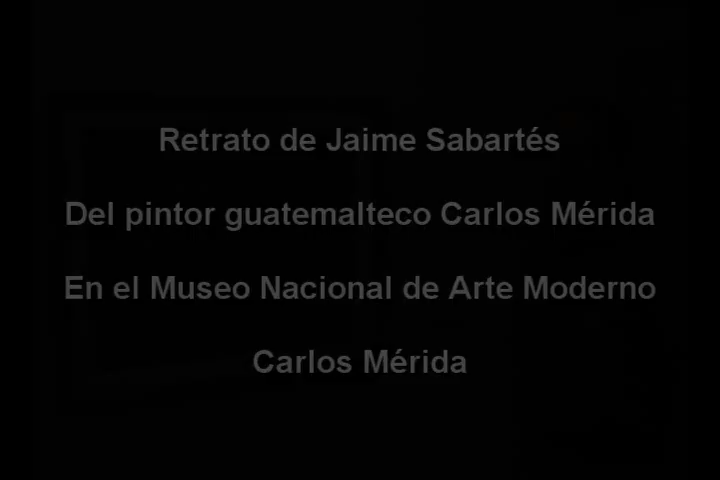 Retrato de Jaime Sabartés
Del pintor guatemalteco Carlos Mérida
En el Museo Nacional de Arte Moderno
Carlos Mérida